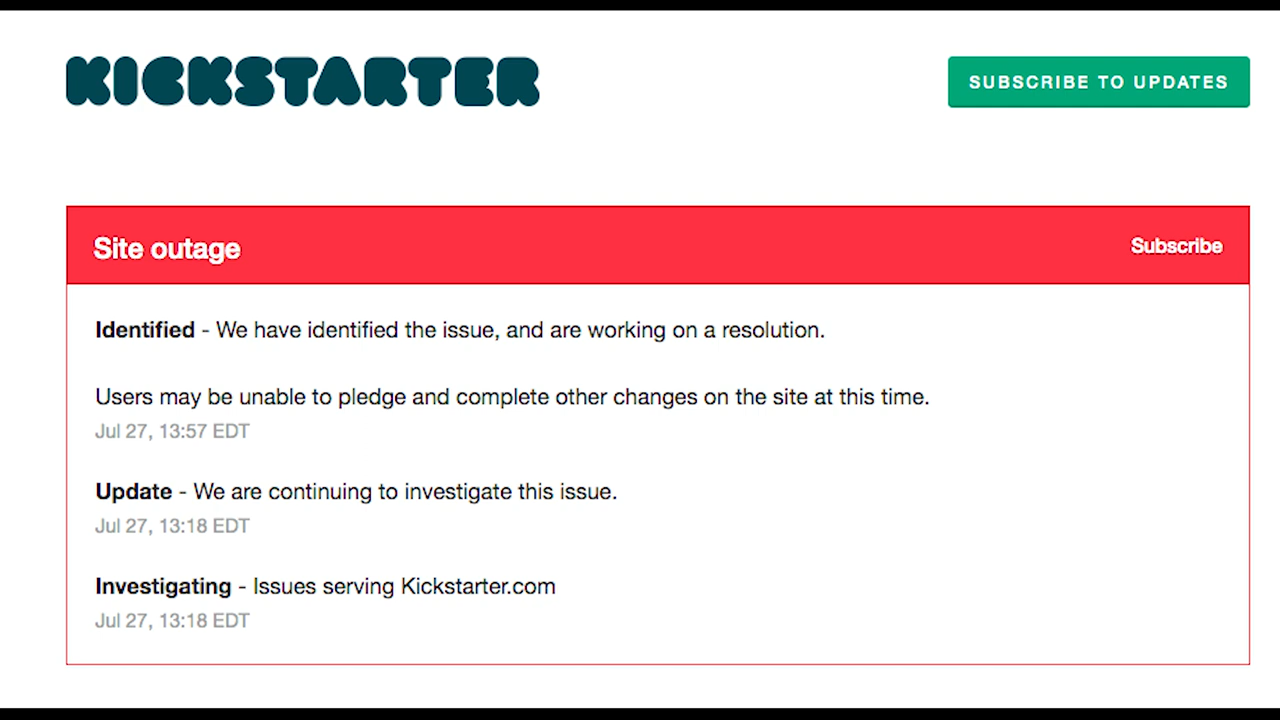 KICKSTARTER
SUBSCRIBE TO UPDATES
Site outage
Subscribe
Identified - We have identified the issue, and are working on a resolution.
Users may be unable to pledge and complete other changes on the site at this time.
Jul 27, 13:57 EDT
Update - We are continuing to investigate this issue.
Jul 27, 13:18 EDT
Investigating - Issues serving Kickstarter.com
Jul 27, 13:18 EDT